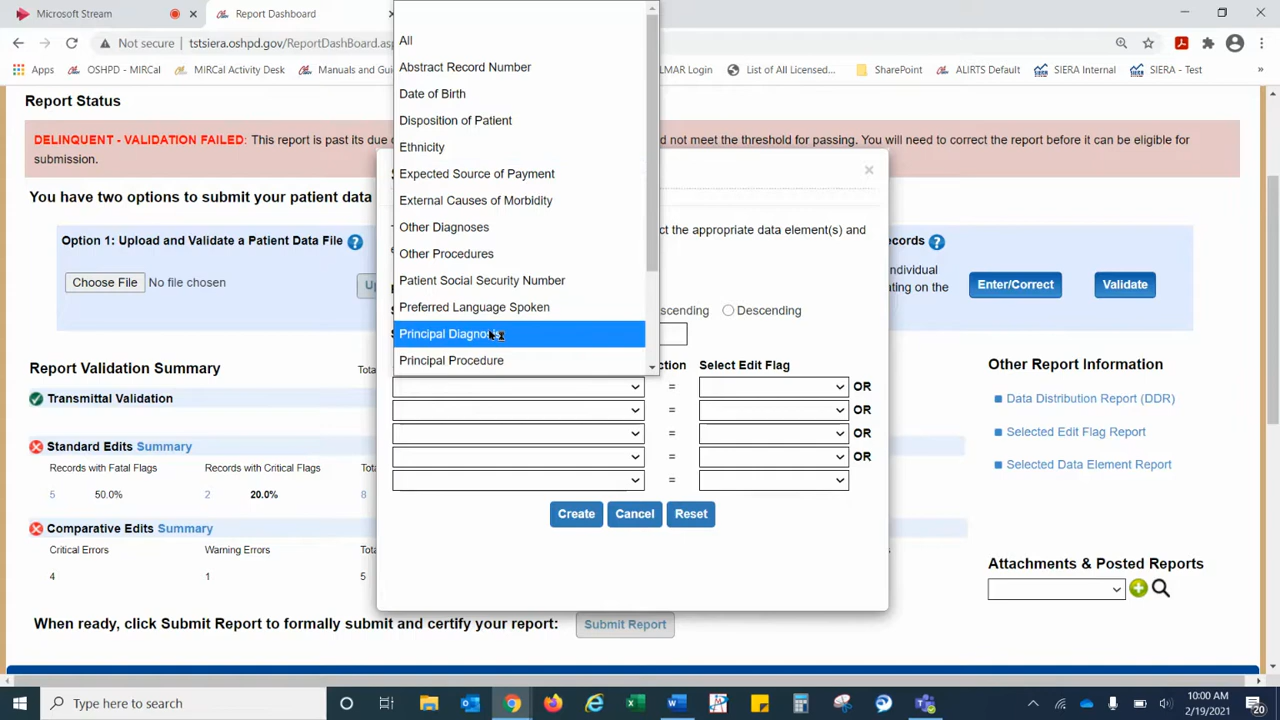 Microsoft Stream
Report Dashboard
Not secure | tstsiera.oshpd.gov/ReportDashBoard.as
Apps
OSHPD - MIRCal
MIRCal Activity Desk
Manuals and Gui
LMAR Login
List of All Licensed...
SharePoint
ALIRTS Default
SIERA Internal
SIERA - Test
»
Report Status
DELINQUENT - VALIDATION FAILED: This report is past its due
not meet the threshold for passing. You will need to correct the report before it can be eligible for
submission.
You have two options to submit your patient data
Option 1: Upload and Validate a Patient Data File
Choose File No file chosen
Up
ecords
individual
ating on the
Enter/Correct
Validate
All
Abstract Record Number
Date of Birth
Disposition of Patient
Ethnicity
Expected Source of Payment
External Causes of Morbidity
Other Diagnoses
Other Procedures
Patient Social Security Number
Preferred Language Spoken
Principal Diagnosis
Principal Procedure
×
ct the appropriate data element(s) and
scending
Descending
ction
Select Edit Flag
= OR
= OR
= OR
= OR
=
Create
Cancel
Reset
Report Validation Summary
Transmittal Validation
Standard Edits Summary
Records with Fatal Flags
Records with Critical Flags
5 50.0% 2 20.0% 8
Comparative Edits Summary
Critical Errors
Warning Errors
Tota
4 1 5
Other Report Information
Data Distribution Report (DDR)
Selected Edit Flag Report
Selected Data Element Report
Attachments & Posted Reports
When ready, click Submit Report to formally submit and certify your report:
Submit Report
Type here to search
10:00 AM
2/19/2021
20